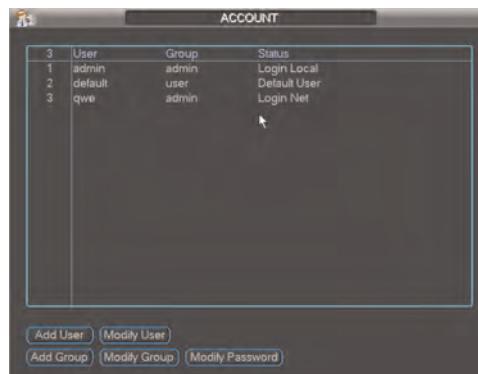 ACCOUNT
3 User Group Status
1 admin admin Login Local
2 default user Default User
3 qwe admin Login Net
Add User Modify User
Add Group Modify Group Modify Password